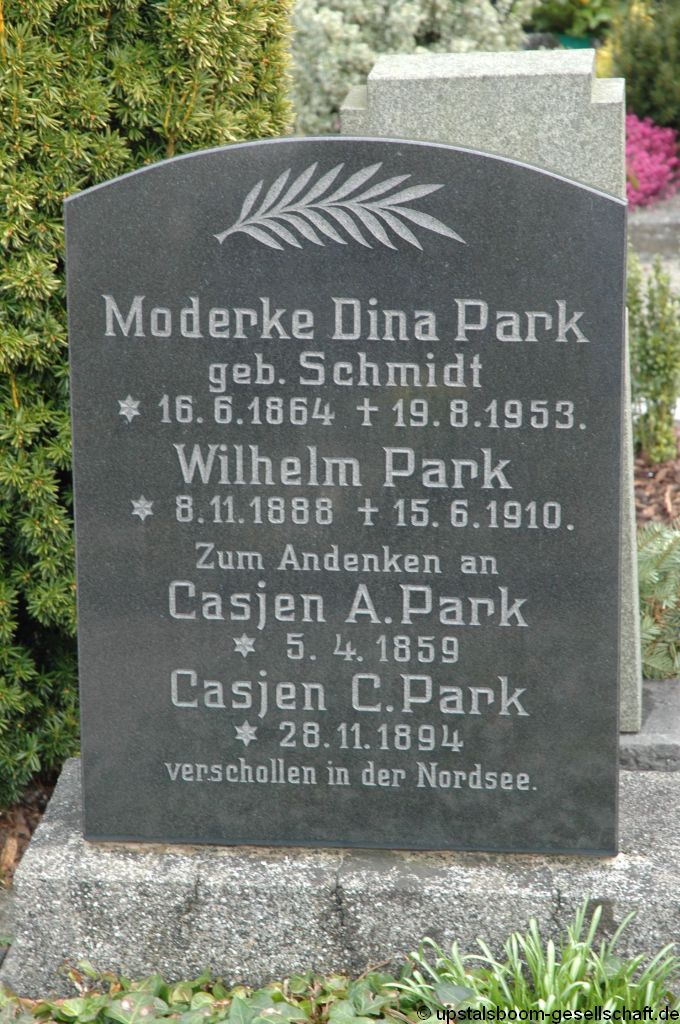 Moderke Dina Park
geb. Schmidt
* 16.6.1864 † 19.8.1953.
Wilhelm Park
* 8.11.1888 † 15.6.1910.
Zum Andenken an
Casjen A. Park
* 5. 4. 1859
Casjen C. Park
* 28.11.1894
verschollen in der Nordsee.
© upstalsboom-gesellschaft.de